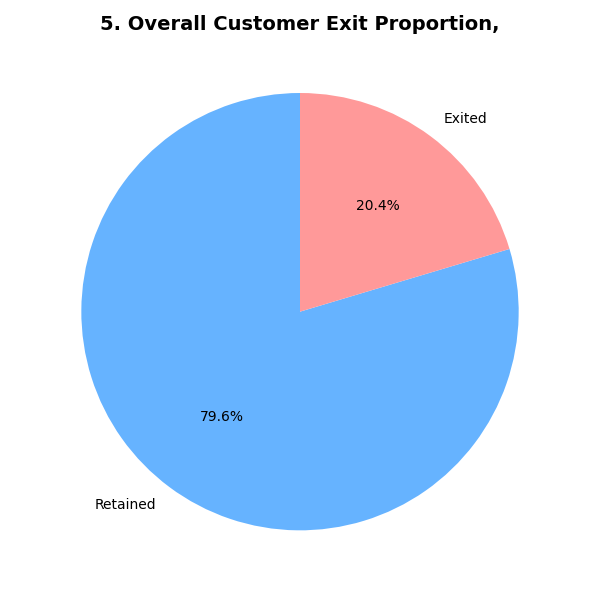 5. Overall Customer Exit Proportion,
Exited
20.4%
79.6%
Retained